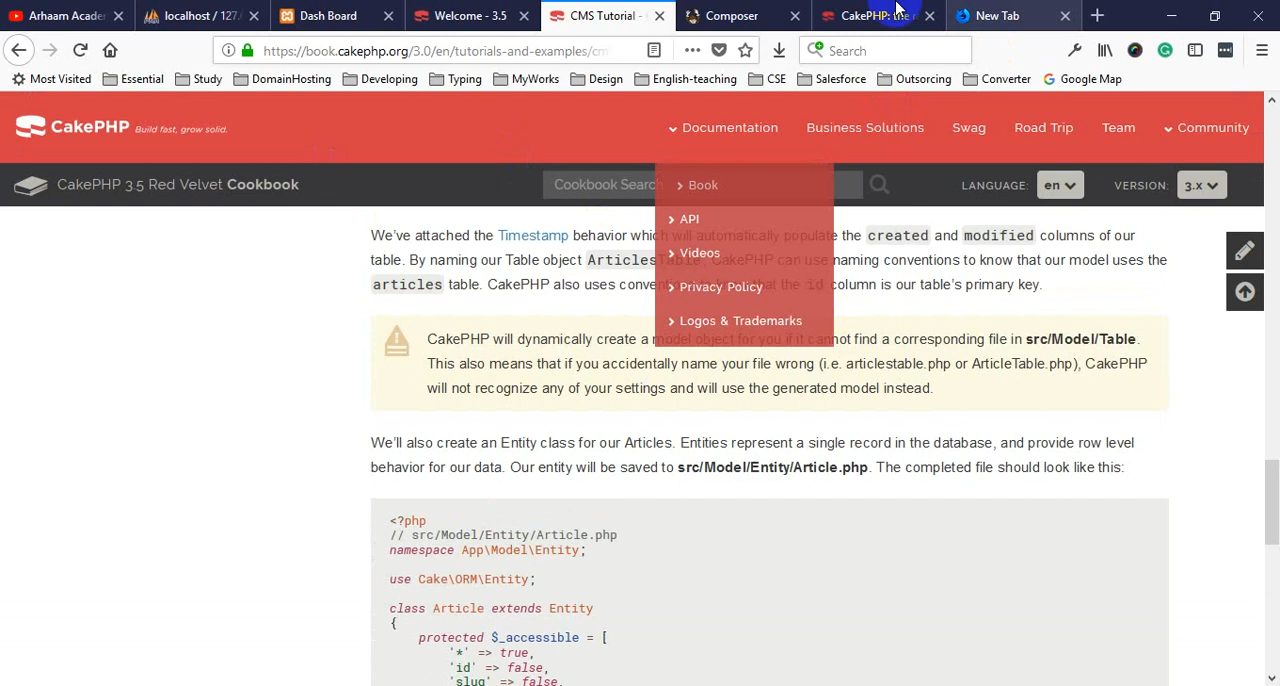 Arhaam Acade
localhost / 127.
Dash Board
Welcome - 3.5
CMS Tutorial -
Composer
CakePHP: the
New Tab
https://book.cakephp.org/3.0/en/tutorials-and-examples/cm
Search
Most Visited
Essential
Study
DomainHosting
Developing
Typing
MyWorks
Design
English-teaching
CSE
Salesforce
Outsorcing
Converter
Google Map
CakePHP Build fast, grow solid.
Documentation
Business Solutions
Swag
Road Trip
Team
Community
CakePHP 3.5 Red Velvet Cookbook
Cookbook Search
LANGUAGE: en
VERSION: 3.x
Book
API
Videos
Privacy Policy
Logos & Trademarks
We've attached the Timestamp behavior which will automatically populate the created and modified columns of our
table. By naming our Table object ArticlesTable, CakePHP can use naming conventions to know that our model uses the
articles table. CakePHP also uses conventions to know that the id column is our table's primary key.
CakePHP will dynamically create a model object for you if it cannot find a corresponding file in src/Model/Table.
This also means that if you accidentally name your file wrong (i.e. articlestable.php or ArticleTable.php), CakePHP
will not recognize any of your settings and will use the generated model instead.
We'll also create an Entity class for our Articles. Entities represent a single record in the database, and provide row level
behavior for our data. Our entity will be saved to src/Model/Entity/Article.php. The completed file should look like this:
<?php
// src/Model/Entity/Article.php
namespace App\Model\Entity;
use Cake\ORM\Entity;
class Article extends Entity
{
protected $_accessible = [
'*' => true,
'id' => false,
'slug' => false,